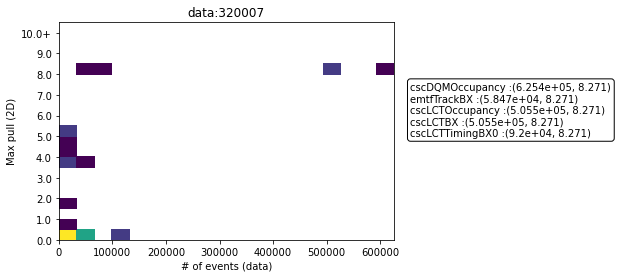 data:320007
10.0+
9.0
8.0
7.0
6.0
5.0
4.0
3.0
2.0
1.0
0.0
Max pull (2D)
0 100000 200000 300000 400000 500000 600000
# of events (data)
cscDQMOccupancy :(6.254e+05, 8.271)
emtfTrackBX :(5.847e+04, 8.271)
cscLCTOccupancy :(5.055e+05, 8.271)
cscLCTBX :(5.055e+05, 8.271)
cscLCTTimingBX0 :(9.2e+04, 8.271)